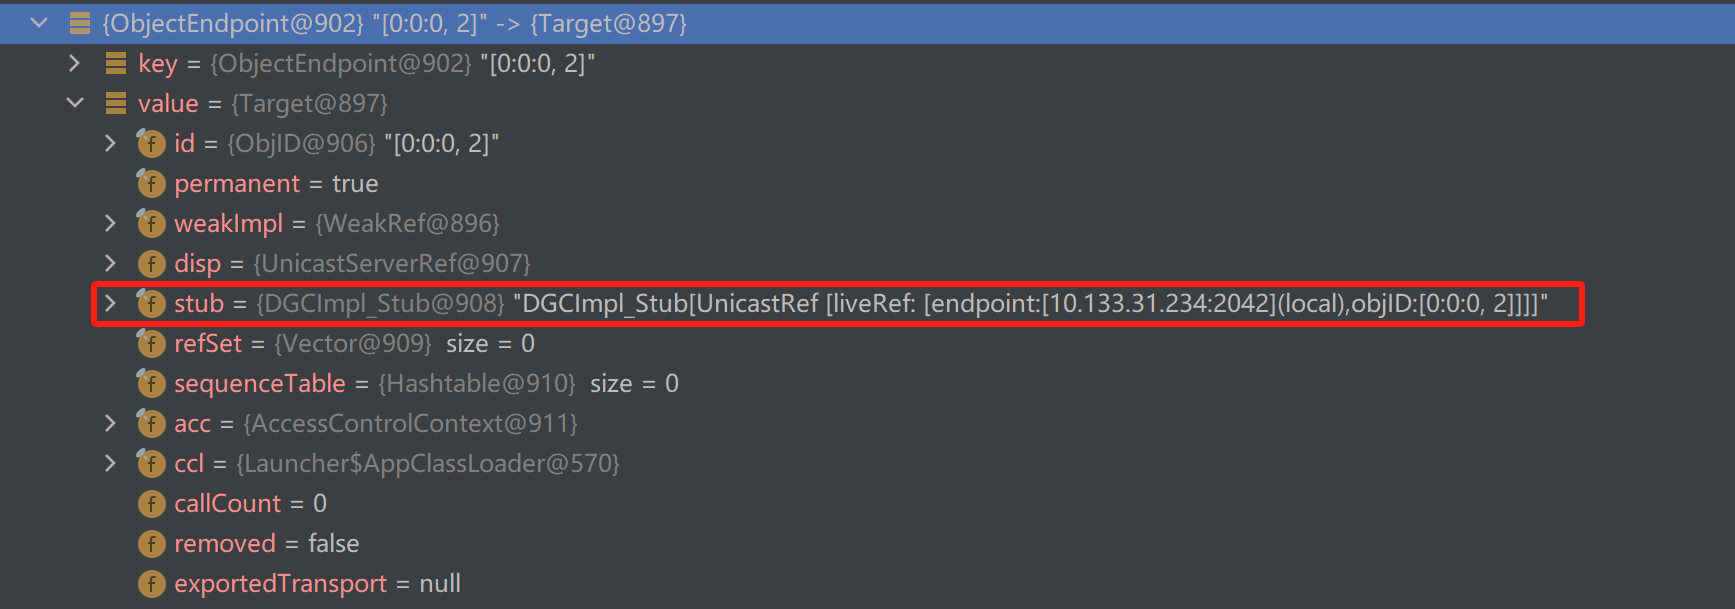 {ObjectEndpoint@902} "[0:0:0, 2]" -> {Target@897}
key = {ObjectEndpoint@902} "[0:0:0, 2]"
value = {Target@897}
id = {ObjID@906} "[0:0:0, 2]"
permanent = true
weakImpl = {WeakRef@896}
disp = {UnicastServerRef@907}
stub = {DGCImpl_Stub@908} "DGCImpl_Stub[UnicastRef [liveRef: [endpoint:[10.133.31.234:2042](local),objID:[0:0:0, 2]]]]"
refSet = {Vector@909} size = 0
sequenceTable = {Hashtable@910} size = 0
acc = {AccessControlContext@911}
ccl = {Launcher$AppClassLoader@570}
callCount = 0
removed = false
exportedTransport = null